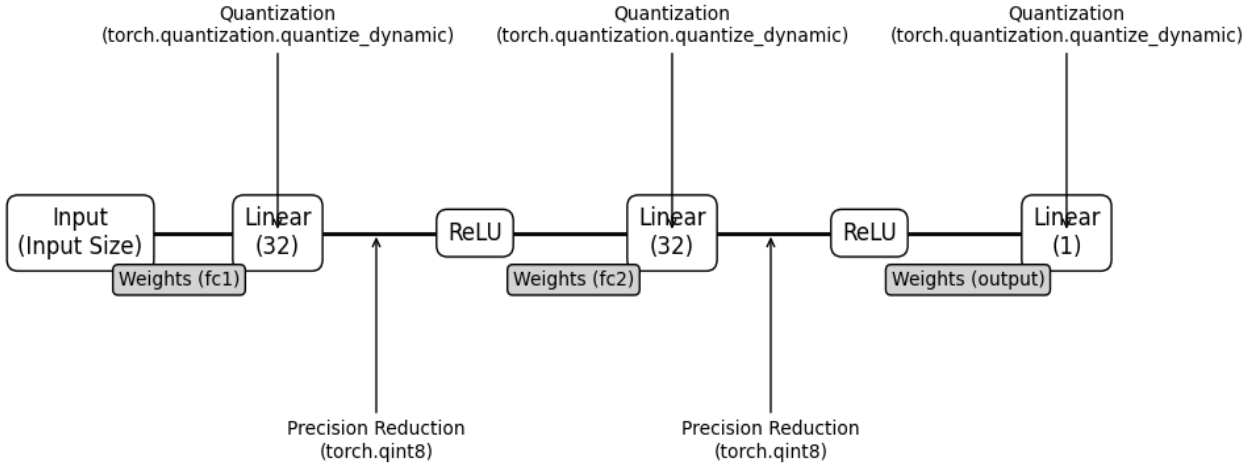 Quantization
(torch.quantization.quantize_dynamic)
Quantization
(torch.quantization.quantize_dynamic)
Quantization
(torch.quantization.quantize_dynamic)
Input
(Input Size)
Linear
(32)
ReLU
Linear
(32)
ReLU
Linear
(1)
Weights (fc1)
Weights (fc2)
Weights (output)
Precision Reduction
(torch.qint8)
Precision Reduction
(torch.qint8)